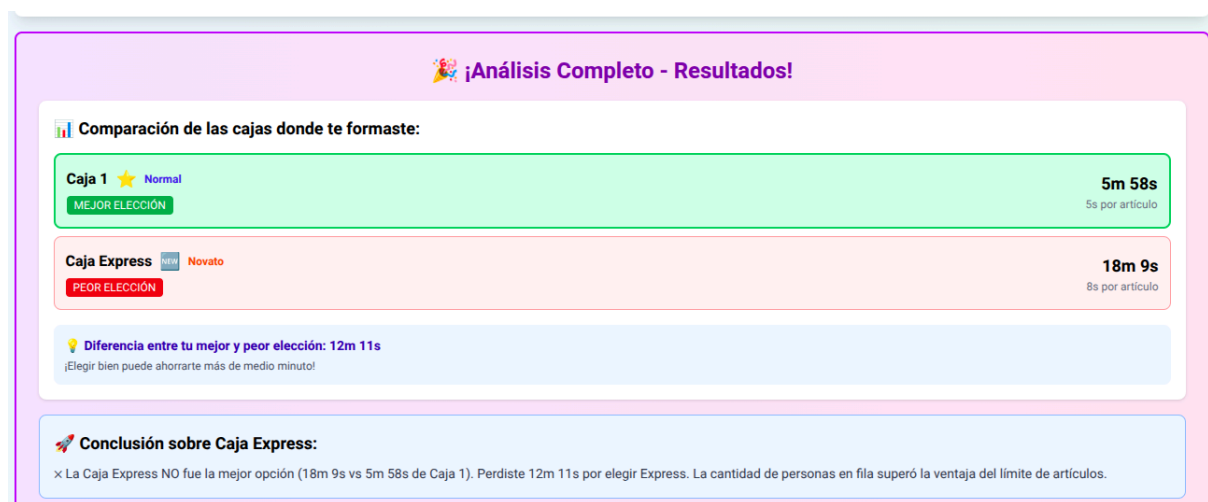 🎉 ¡Análisis Completo - Resultados!
📊 Comparación de las cajas donde te formaste:
Caja 1 ⭐ Normal
MEJOR ELECCIÓN
5m 58s
5s por artículo
Caja Express 🆕 Novato
PEOR ELECCIÓN
18m 9s
8s por artículo
💡 Diferencia entre tu mejor y peor elección: 12m 11s
¡Elegir bien puede ahorrarte más de medio minuto!
🚀 Conclusión sobre Caja Express:
× La Caja Express NO fue la mejor opción (18m 9s vs 5m 58s de Caja 1). Perdiste 12m 11s por elegir Express. La cantidad de personas en fila superó la ventaja del límite de artículos.